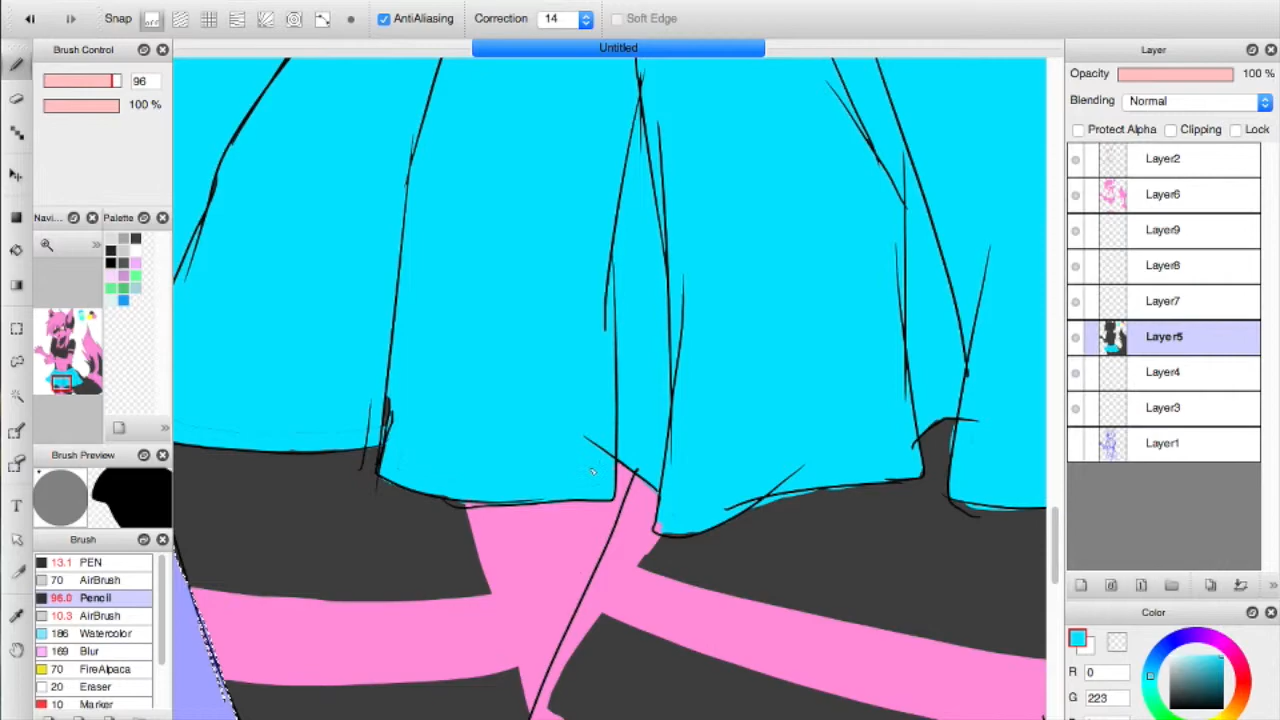 Snap off AntiAliasing Correction 14 Soft Edge
Untitled
Brush Control
96
100 %
Navi... Palette
Brush Preview
Brush
13.1 PEN
70 AirBrush
96.0 Pencil
10.3 AirBrush
186 Watercolor
169 Blur
70 FireAlpaca
20 Eraser
10 Marker
Layer
Opacity 100 %
Blending Normal
Protect Alpha Clipping Lock
Layer2
Layer6
Layer9
Layer8
Layer7
Layer5
Layer4
Layer3
Layer1
Color
R 0
G 223